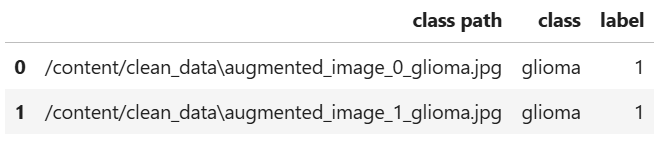 class path class label
0 /content/clean_data\augmented_image_0_glioma.jpg glioma 1
1 /content/clean_data\augmented_image_1_glioma.jpg glioma 1